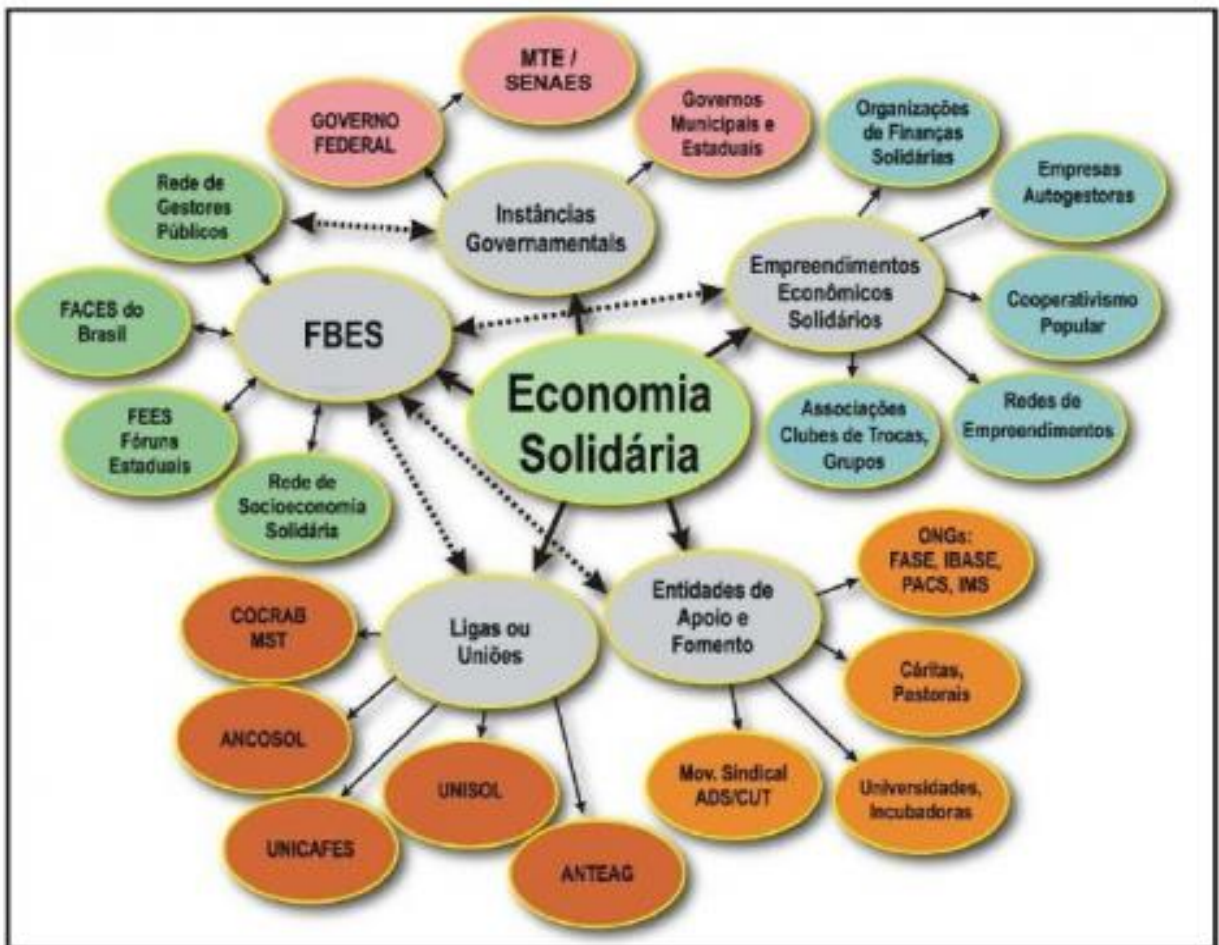 MTE /
SENAES
GOVERNO
FEDERAL
Governos
Municipais e
Estaduais
Organizações
de Finanças
Solidárias
Empresas
Autogestoras
Rede de
Gestores
Públicos
Instâncias
Governamentais
Empreendimentos
Econômicos
Solidários
Cooperativismo
Popular
FACES do
Brasil
FBES
Economia
Solidária
Associações
Clubes de Trocas,
Grupos
Redes de
Empreendimentos
FEES
Fóruns
Estaduais
Rede de
Socioeconomia
Solidária
ONGs:
FASE, IBASE,
PACS, IMS
Entidades de
Apoio e
Fomento
Ligas ou
Uniões
COCRAB
MST
Cáritas,
Pastorais
ANCOSOL
UNISOL
Mov. Sindical
ADS/CUT
Universidades,
Incubadoras
UNICAFES
ANTEAG